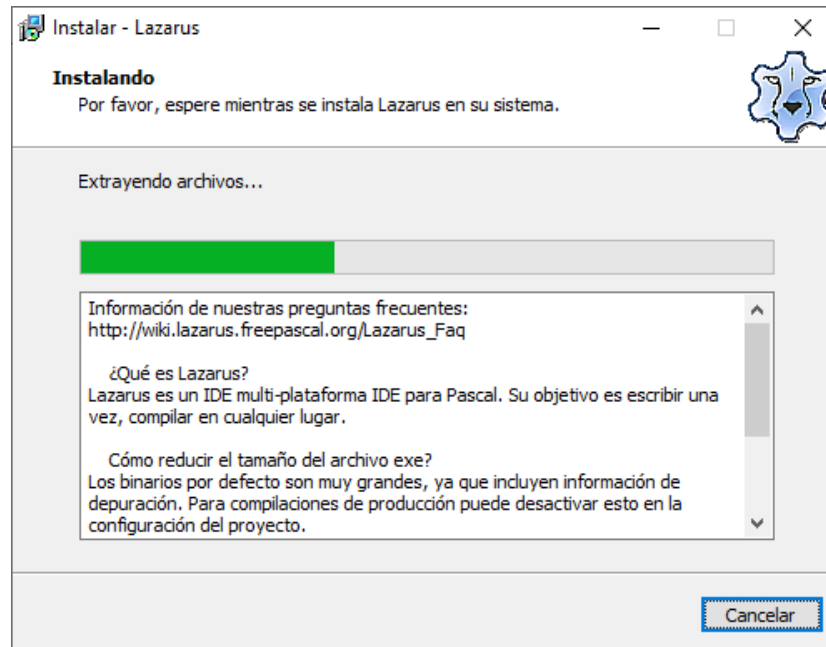 Instalar - Lazarus
Instalando
Por favor, espere mientras se instala Lazarus en su sistema.
Extrayendo archivos...
Información de nuestras preguntas frecuentes:
http://wiki.lazarus.freepascal.org/Lazarus_Faq
¿Qué es Lazarus?
Lazarus es un IDE multi-plataforma IDE para Pascal. Su objetivo es escribir una
vez, compilar en cualquier lugar.
Cómo reducir el tamaño del archivo exe?
Los binarios por defecto son muy grandes, ya que incluyen información de
depuración. Para compilaciones de producción puede desactivar esto en la
configuración del proyecto.
Cancelar